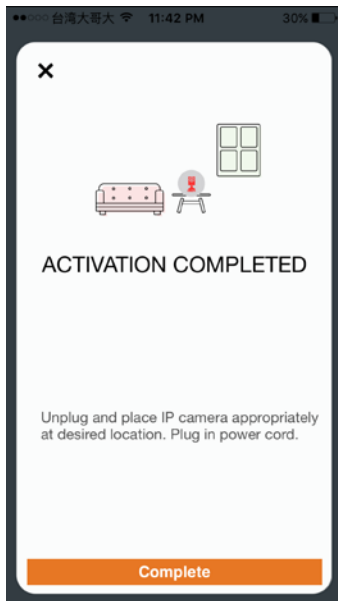 台湾大哥大 11:42 PM 30%
×
ACTIVATION COMPLETED
Unplug and place IP camera appropriately
at desired location. Plug in power cord.
Complete